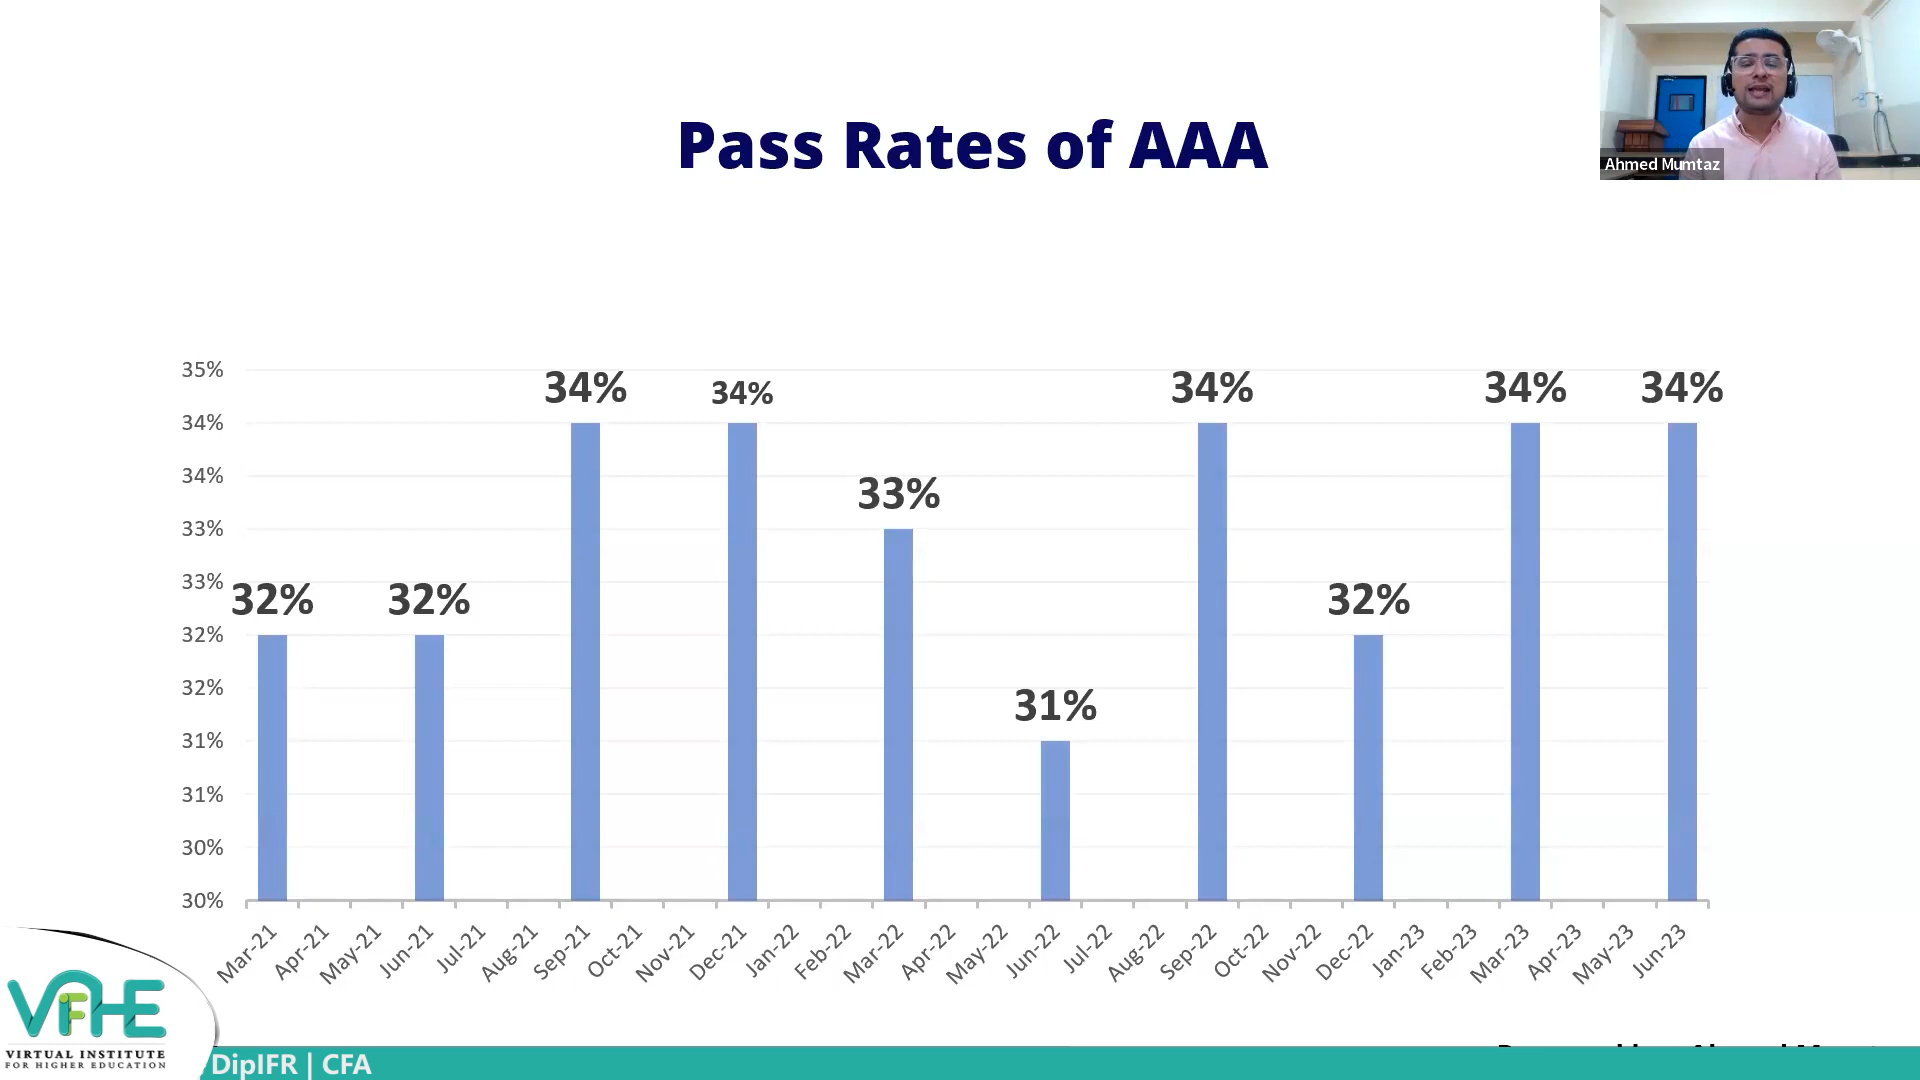 Pass Rates of AAA
Ahmed Mumtaz
35%
34%
34%
33%
33%
32%
32%
31%
31%
30%
30%
32%
32%
34%
34%
33%
31%
34%
32%
34%
34%
Mar-21
Apr-21
May-21
Jun-21
Jul-21
Aug-21
Sep-21
Oct-21
Nov-21
Dec-21
Jan-22
Feb-22
Mar-22
Apr-22
May-22
Jun-22
Jul-22
Aug-22
Sep-22
Oct-22
Nov-22
Dec-22
Jan-23
Feb-23
Mar-23
Apr-23
May-23
Jun-23
ViFHE
VIRTUAL INSTITUTE
FOR HIGHER EDUCATION
DipIFR | CFA